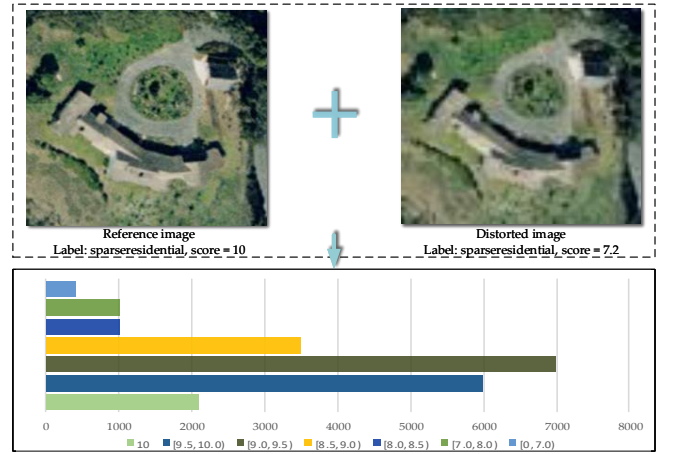 Reference image
Label: sparseresidential, score = 10
Distorted image
Label: sparseresidential, score = 7.2
0 1000 2000 3000 4000 5000 6000 7000 8000
10 [9.5, 10. 0) [9.0, 9.5) [8.5, 9.0) [8.0, 8.5) [7.0, 8.0) [0, 7.0)